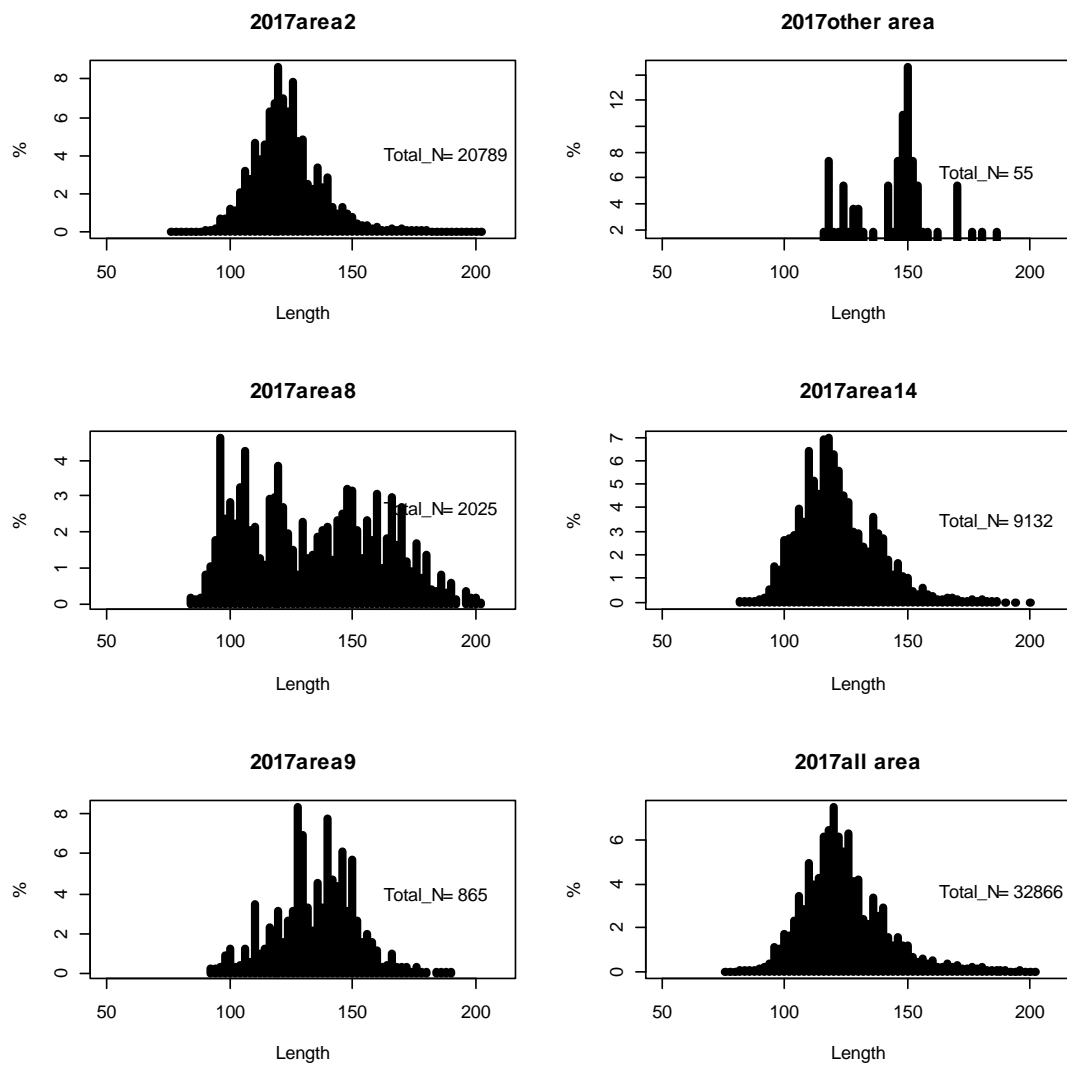 2017area2
%
8
6
4
2
0
Total_N= 20789
50 100 150 200
Length
2017other area
%
12
8
6
4
2
Total_N= 55
50 100 150 200
Length
2017area8
%
4
3
2
1
0
Total_N= 2025
50 100 150 200
Length
2017area14
%
7
6
5
4
3
2
1
0
Total_N= 9132
50 100 150 200
Length
2017area9
%
8
6
4
2
0
Total_N= 865
50 100 150 200
Length
2017all area
%
6
4
2
0
Total_N= 32866
50 100 150 200
Length